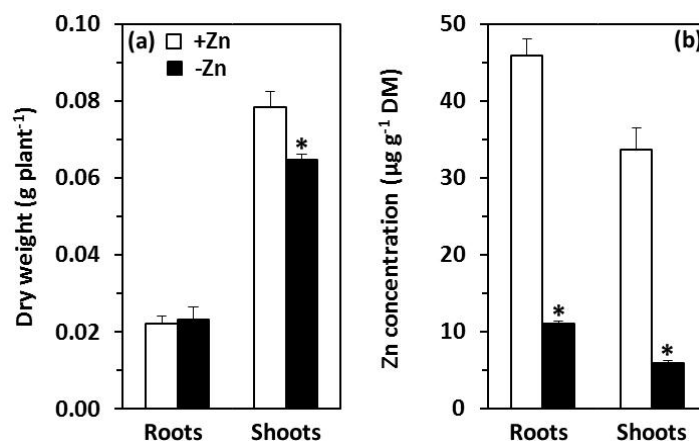 (a)
+Zn
-Zn
Dry weight (g plant⁻¹)
0.10
0.08
0.06
0.04
0.02
0.00
*
Roots Shoots
(b)
Zn concentration (µg g⁻¹ DM)
50
40
30
20
10
0
*
*
Roots Shoots